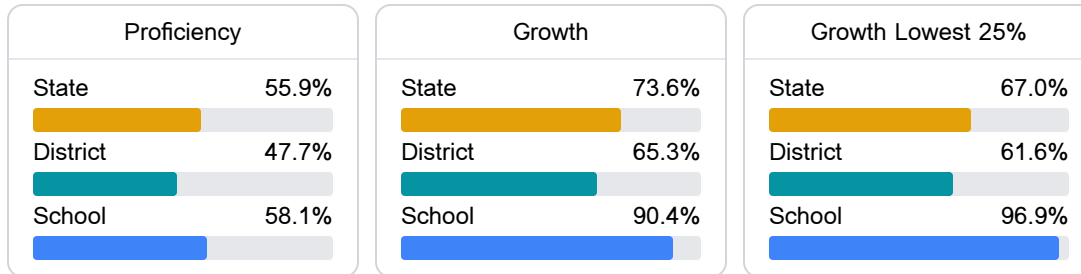 Proficiency
State 55.9%
District 47.7%
School 58.1%
Growth
State 73.6%
District 65.3%
School 90.4%
Growth Lowest 25%
State 67.0%
District 61.6%
School 96.9%